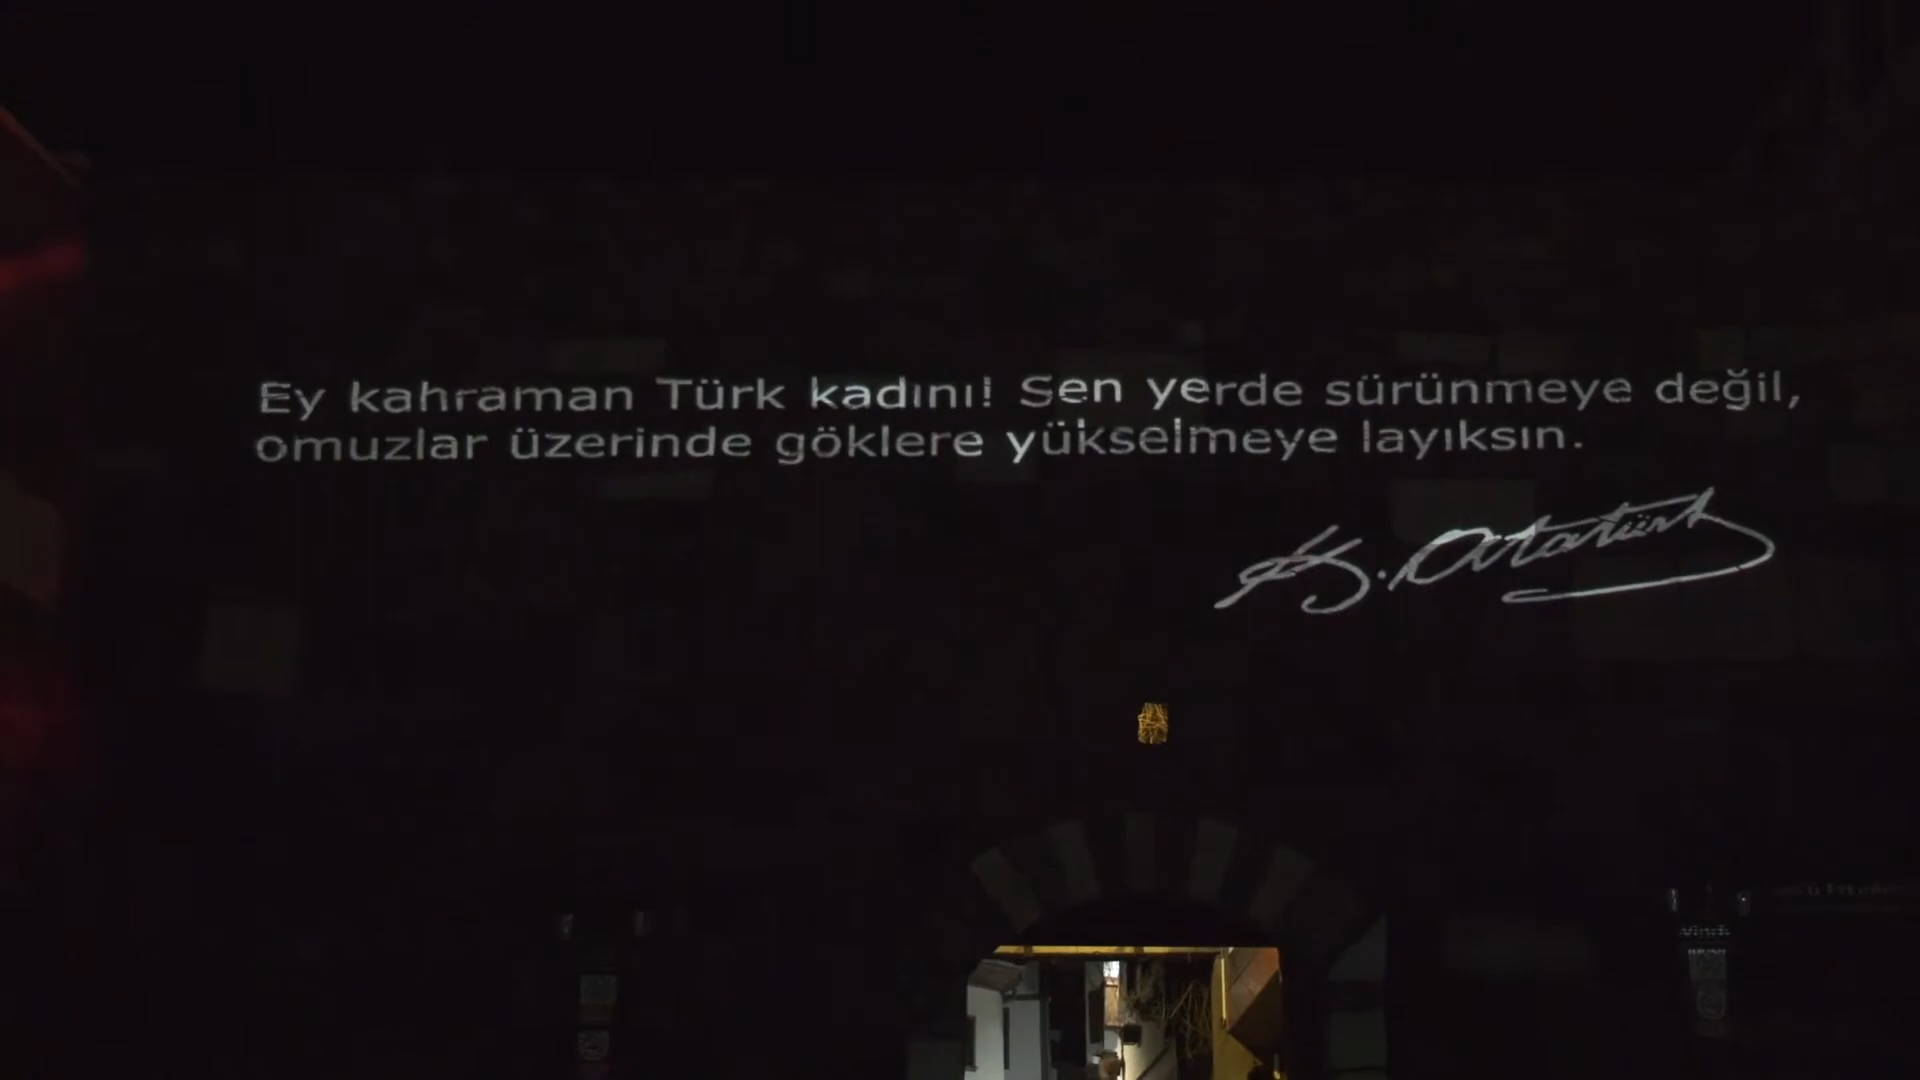 Ey kahraman Türk kadını! Sen yerde sürünmeye değil,
omuzlar üzerinde göklere yükselmeye layıksın.
K. Atatürk